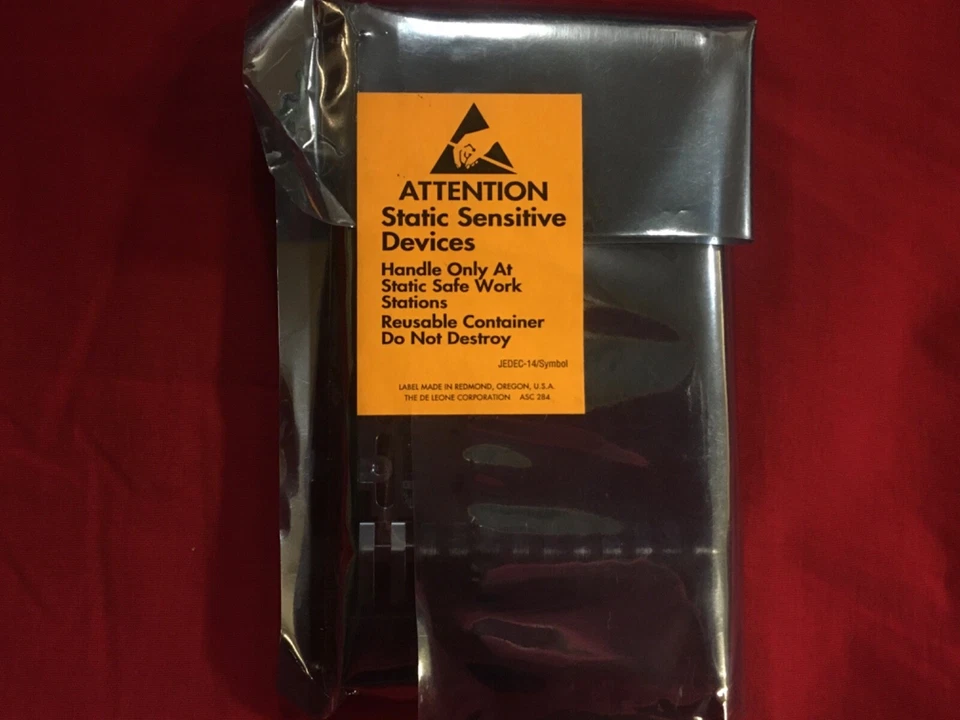 ATTENTION
Static Sensitive
Devices
Handle Only At
Static Safe Work
Stations
Reusable Container
Do Not Destroy
JEDEC-14/Symbol
LABEL MADE IN REDMOND, OREGON, U.S.A.
THE DE LEONE CORPORATION ASC 284